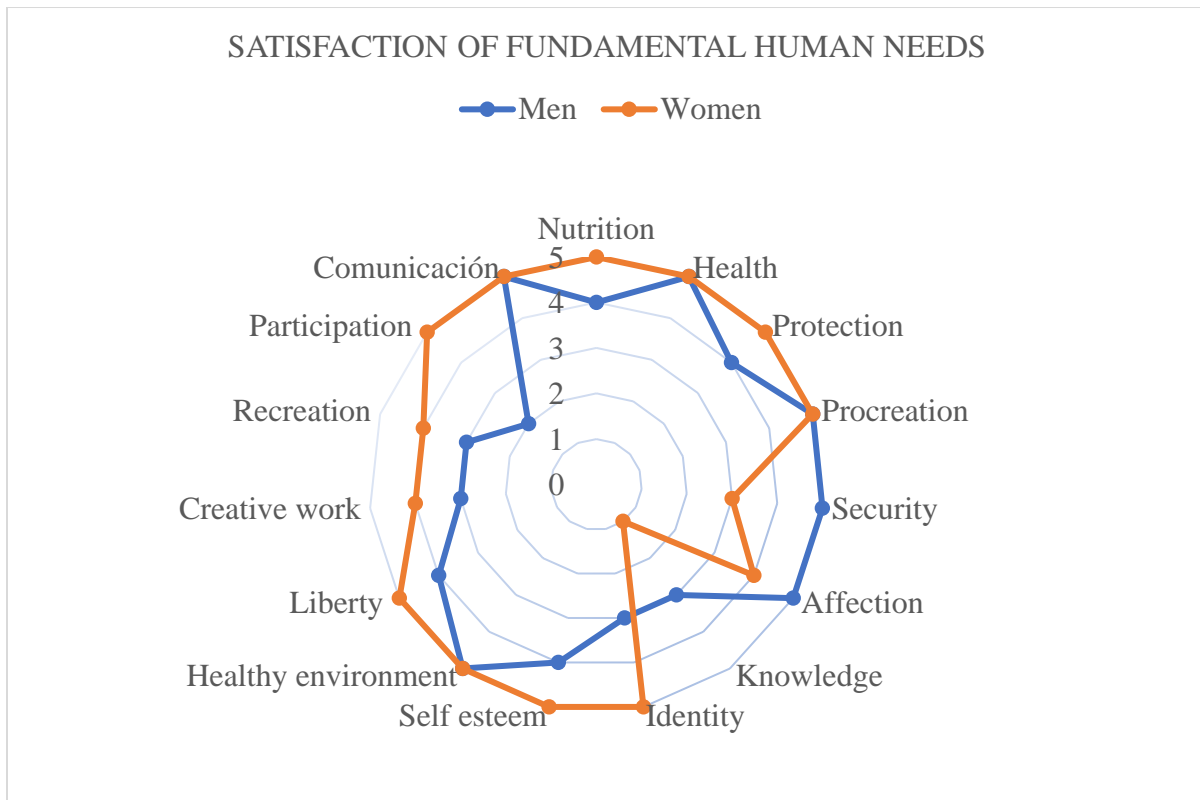 SATISFACTION OF FUNDAMENTAL HUMAN NEEDS
Men Women
Nutrition
5
Comunicación Health
4
Participation Protection
3
Recreation Procreation
2
1
0
Creative work Security
Liberty Affection
Healthy environment Knowledge
Self esteem Identity